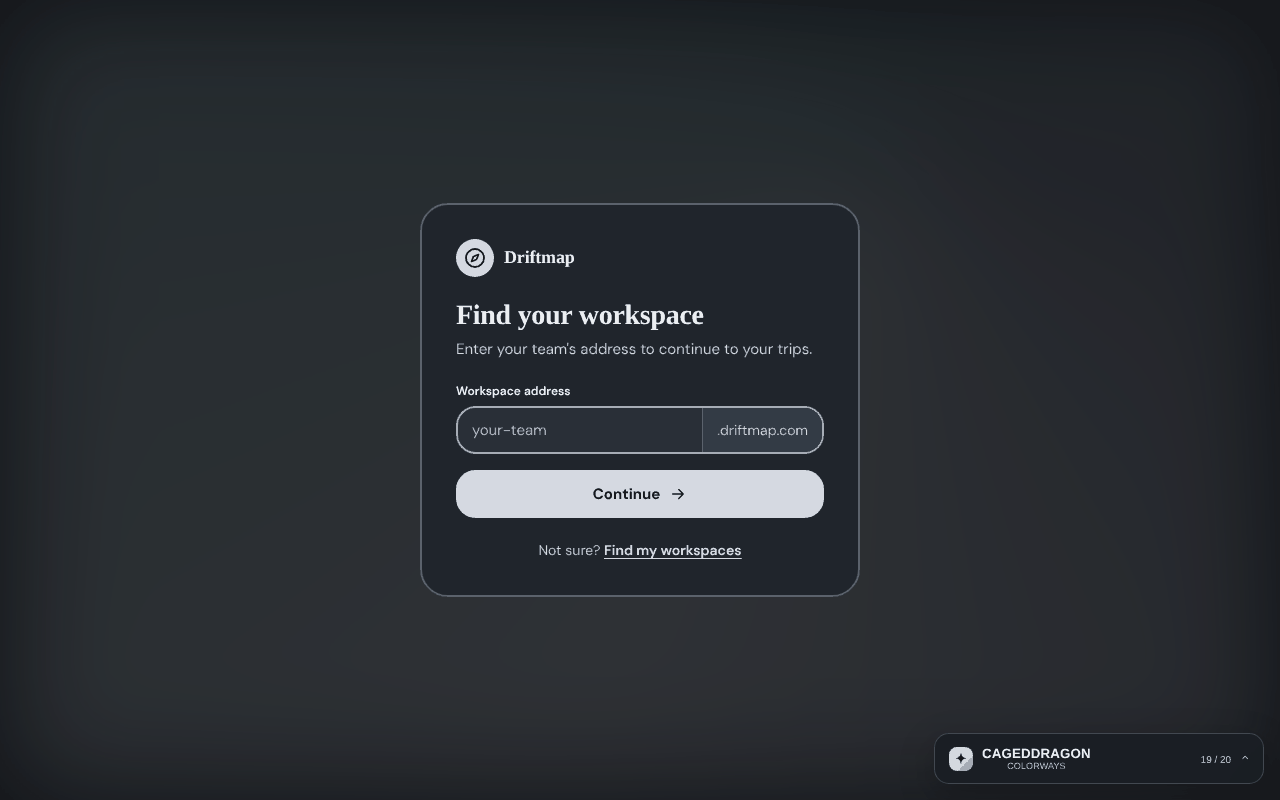 Driftmap
Find your workspace
Enter your team's address to continue to your trips.
Workspace address
your-team
.driftmap.com
Continue
Not sure? Find my workspaces
CAGEDDRAGON
COLORWAYS
19 / 20